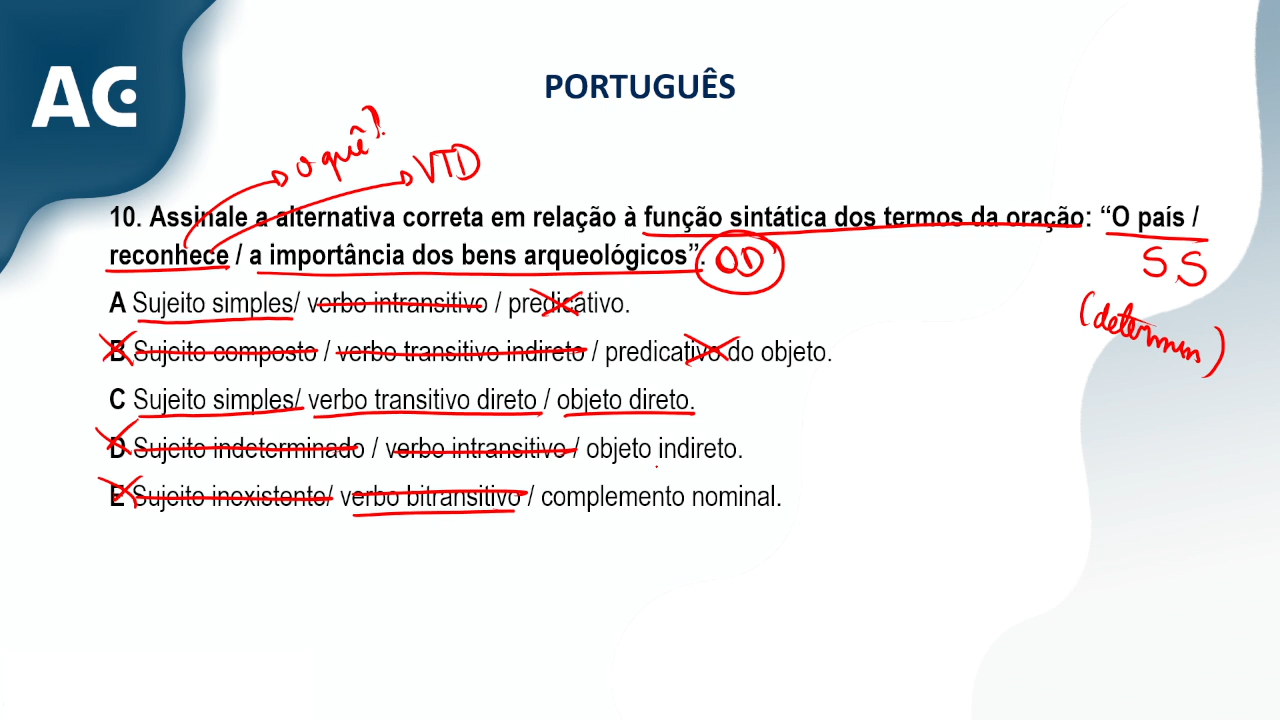 AC
PORTUGUÊS
o quê?
VTD
10. Assinale a alternativa correta em relação à função sintática dos termos da oração: “O país /
reconhece / a importância dos bens arqueológicos”.
OD
SS
A Sujeito simples/ verbo intransitivo / predicativo.
B Sujeito composto / verbo transitivo indireto / predicativo do objeto.
C Sujeito simples/ verbo transitivo direto / objeto direto.
D Sujeito indeterminado / verbo intransitivo / objeto indireto.
E Sujeito inexistente/ verbo bitransitivo / complemento nominal.